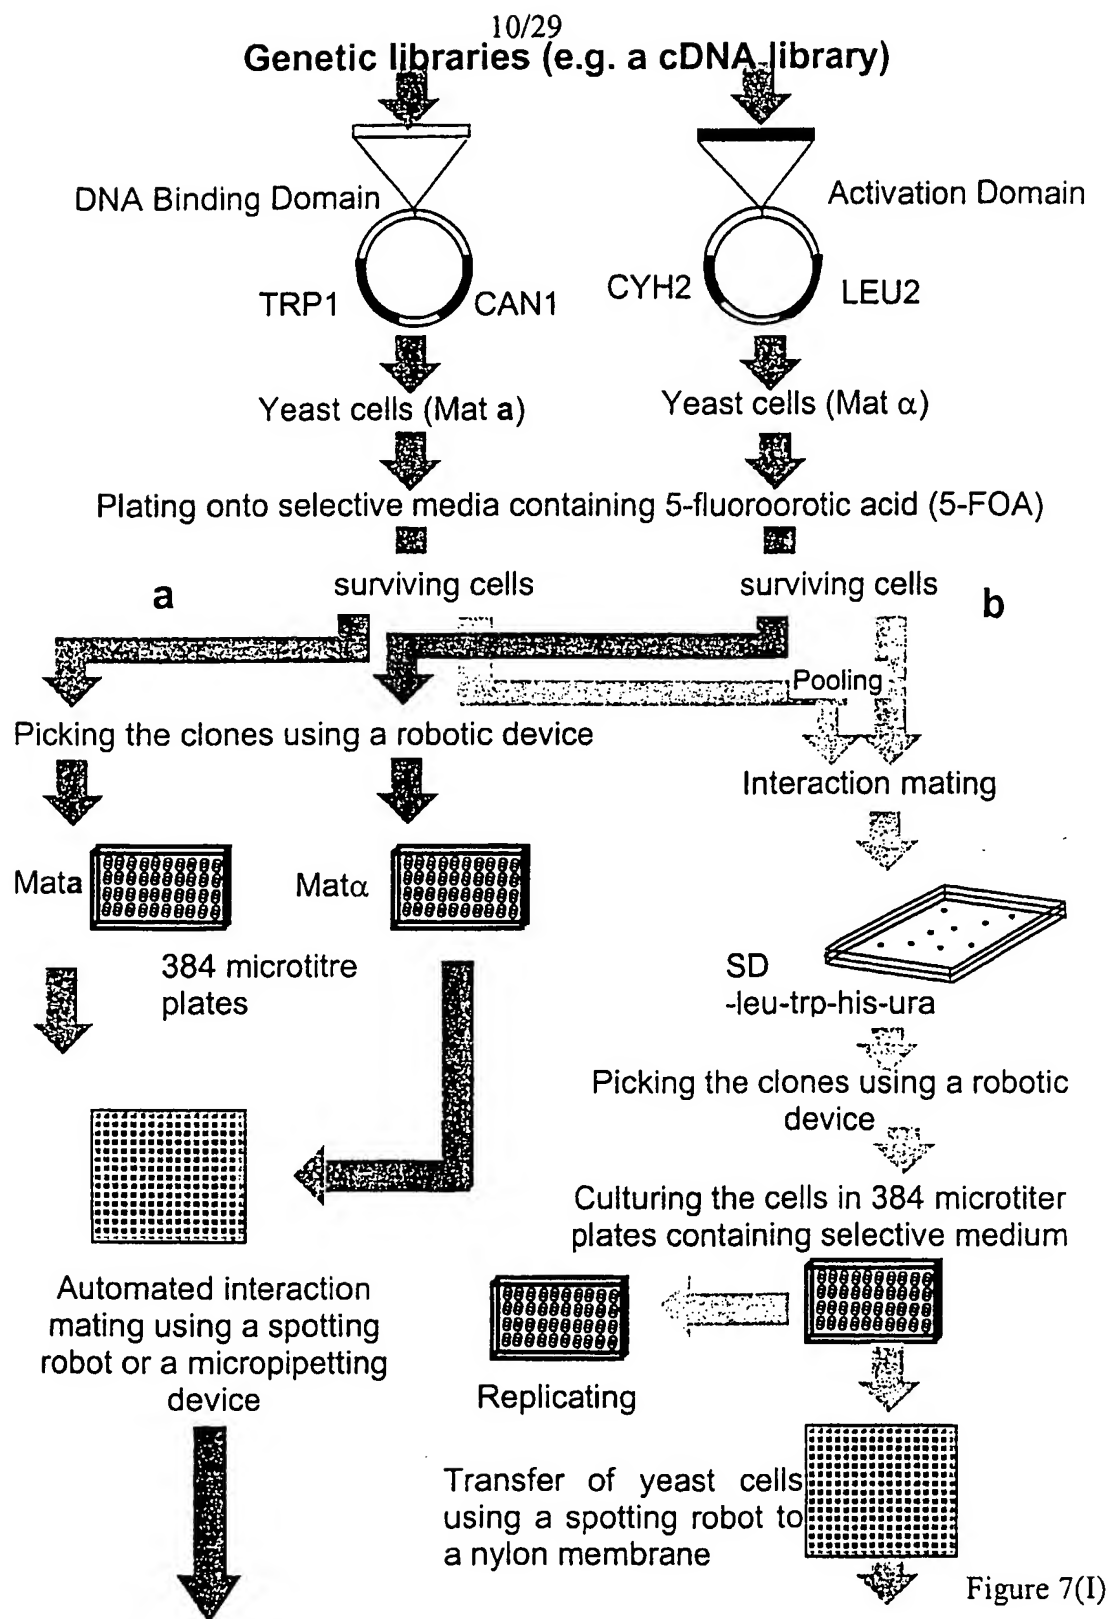 10/29
Genetic libraries (e.g. a cDNA library)
DNA Binding Domain
Activation Domain
TRP1
CAN1
CYH2
LEU2
Yeast cells (Mat a)
Yeast cells (Mat α)
Plating onto selective media containing 5-fluoroorotic acid (5-FOA)
surviving cells
surviving cells
a
b
Pooling
Picking the clones using a robotic device
Interaction mating
Mata
Matα
384 microtitre
plates
SD
-leu-trp-his-ura
Picking the clones using a robotic
device
Culturing the cells in 384 microtiter
plates containing selective medium
Automated interaction
mating using a spotting
robot or a micropipetting
device
Replicating
Transfer of yeast cells
using a spotting robot to
a nylon membrane
Figure 7(I)